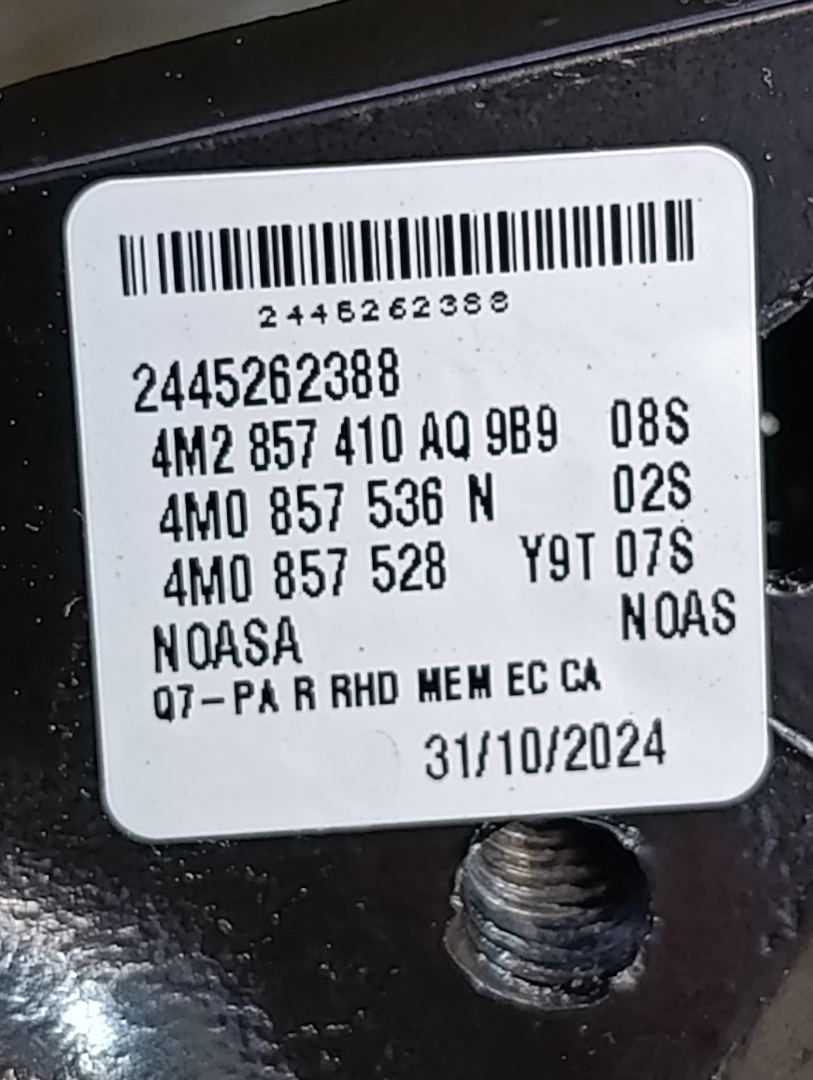 2445262388
2445262388
4M2 857 410 AQ 9B9 08S
4M0 857 536 N 02S
4M0 857 528 Y9T 07S
NOASA NOAS
Q7-PA R RHD MEM EC CA
31/10/2024